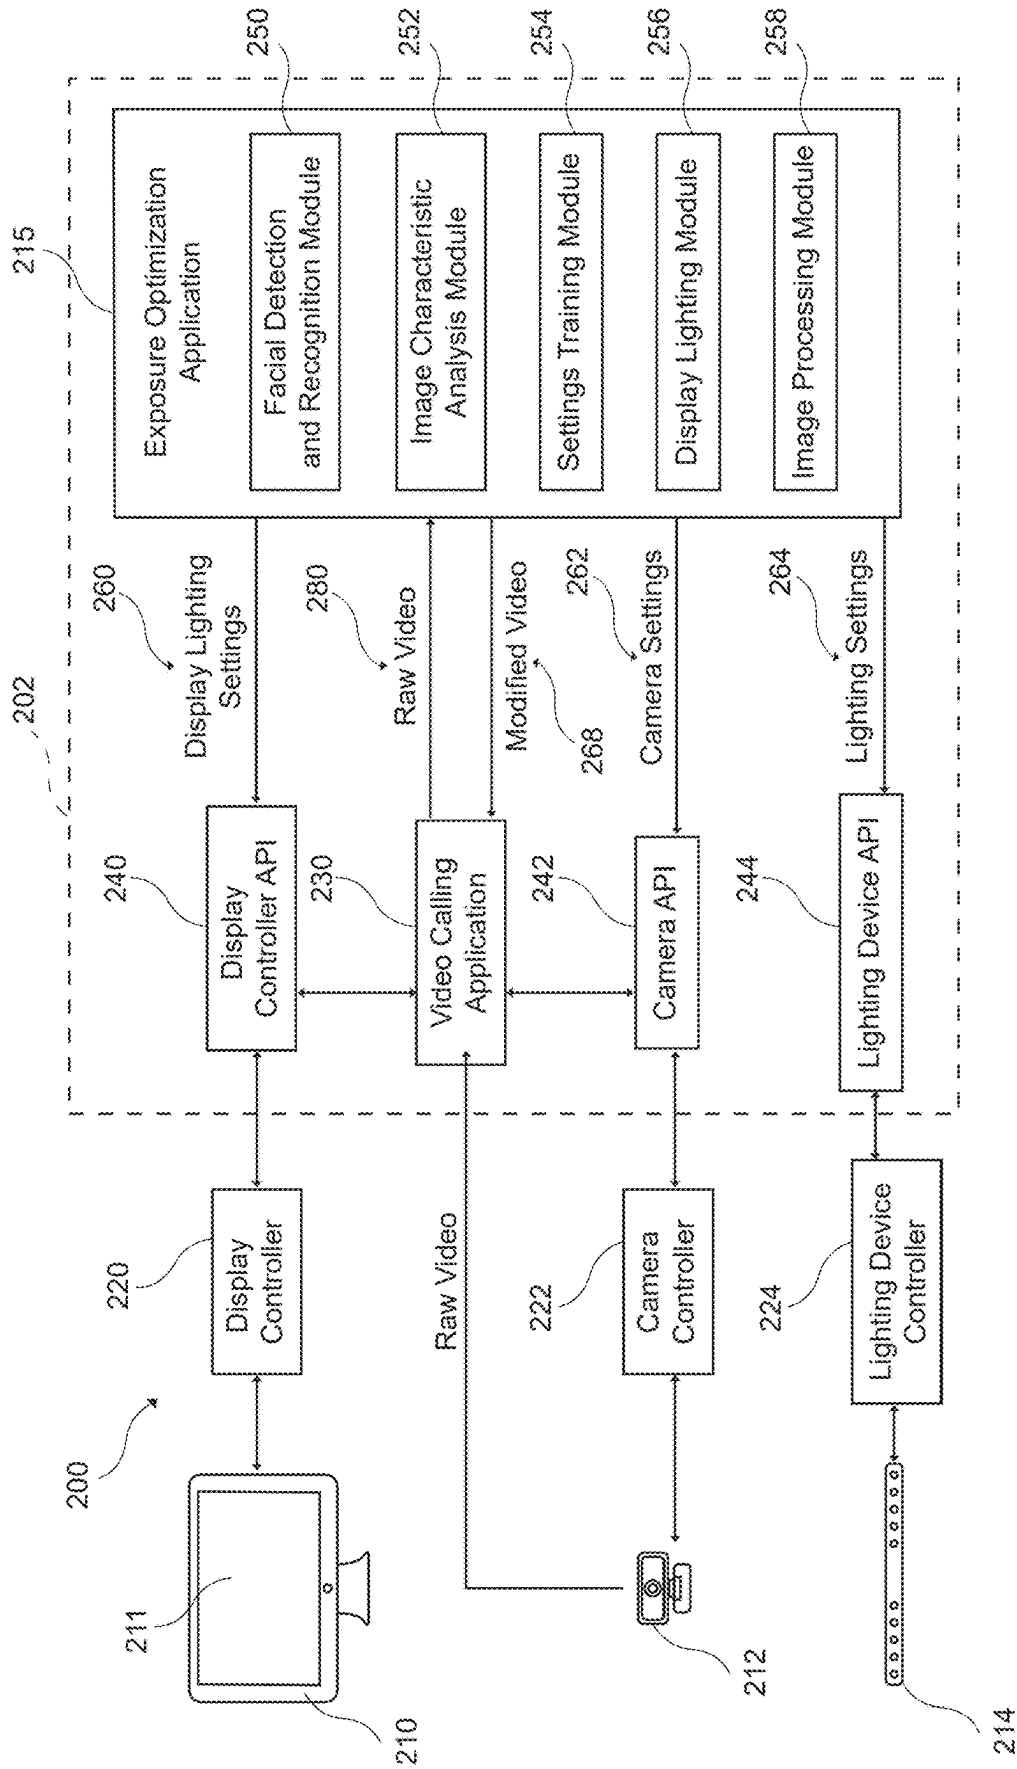 200
202
215
Exposure Optimization
Application
250
Facial Detection
and Recognition Module
252
Image Characteristic
Analysis Module
254
Settings Training Module
256
Display Lighting Module
258
Image Processing Module
260
Display Lighting
Settings
280
Raw Video
Modified Video
268
262
Camera Settings
264
Lighting Settings
240
Display
Controller API
230
Video Calling
Application
242
Camera API
244
Lighting Device API
220
Display
Controller
Raw Video
222
Camera
Controller
224
Lighting Device
Controller
211
210
212
214